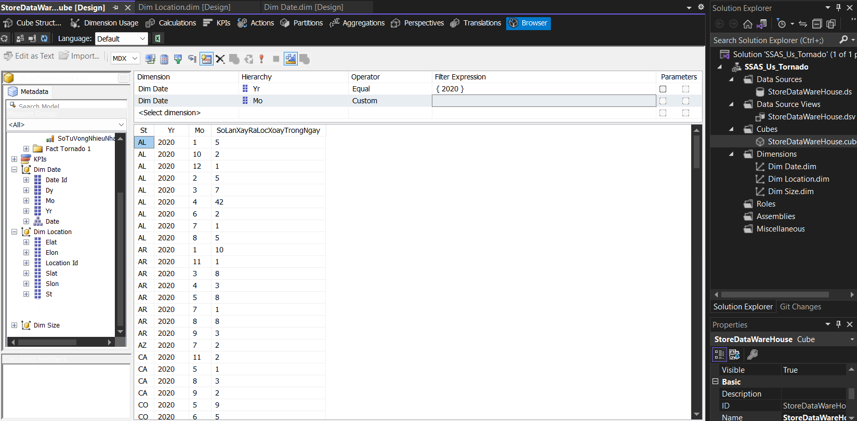 StoreDataWar...ube [Design]
Dim Location.dim [Design]
Dim Date.dim [Design]
Cube Struct...
Dimension Usage
Calculations
KPIs
Actions
Partitions
Aggregations
Perspectives
Translations
Browser
Language:
Default
Edit as Text
Import...
MDX
Metadata
Search Model
<All>
Fact Tornado 1
KPIs
Dim Date
Date Id
Dy
Mo
Yr
Date
Dim Location
Elat
Elon
Location Id
Slat
Slon
St
Dim Size
Dimension Hierarchy Operator Filter Expression Parameters
Dim Date Yr Equal { 2020 }
Dim Date Mo Custom
<Select dimension>
St Yr Mo SoLanXayRaLocXoayTrongNgay
AL 2020 1 5
AL 2020 10 2
AL 2020 12 1
AL 2020 2 5
AL 2020 3 7
AL 2020 4 42
AL 2020 6 2
AL 2020 7 1
AL 2020 8 5
AR 2020 1 10
AR 2020 11 1
AR 2020 3 8
AR 2020 4 3
AR 2020 5 8
AR 2020 7 1
AR 2020 8 8
AR 2020 9 3
AZ 2020 7 2
CA 2020 11 2
CA 2020 5 1
CA 2020 8 3
CA 2020 9 2
CO 2020 5 9
CO 2020 6 5
Solution Explorer
Search Solution Explorer (Ctrl+;)
Solution 'SSAS_Us_Tornado' (1 of 1 p
SSAS_Us_Tornado
Data Sources
StoreDataWareHouse.ds
Data Source Views
StoreDataWareHouse.dsv
Cubes
StoreDataWareHouse.cub
Dimensions
Dim Date.dim
Dim Location.dim
Dim Size.dim
Roles
Assemblies
Miscellaneous
Solution Explorer
Git Changes
Properties
StoreDataWareHouse Cube
Visible True
Basic
Description
ID StoreDataWareHo
Name StoreDataWareHo